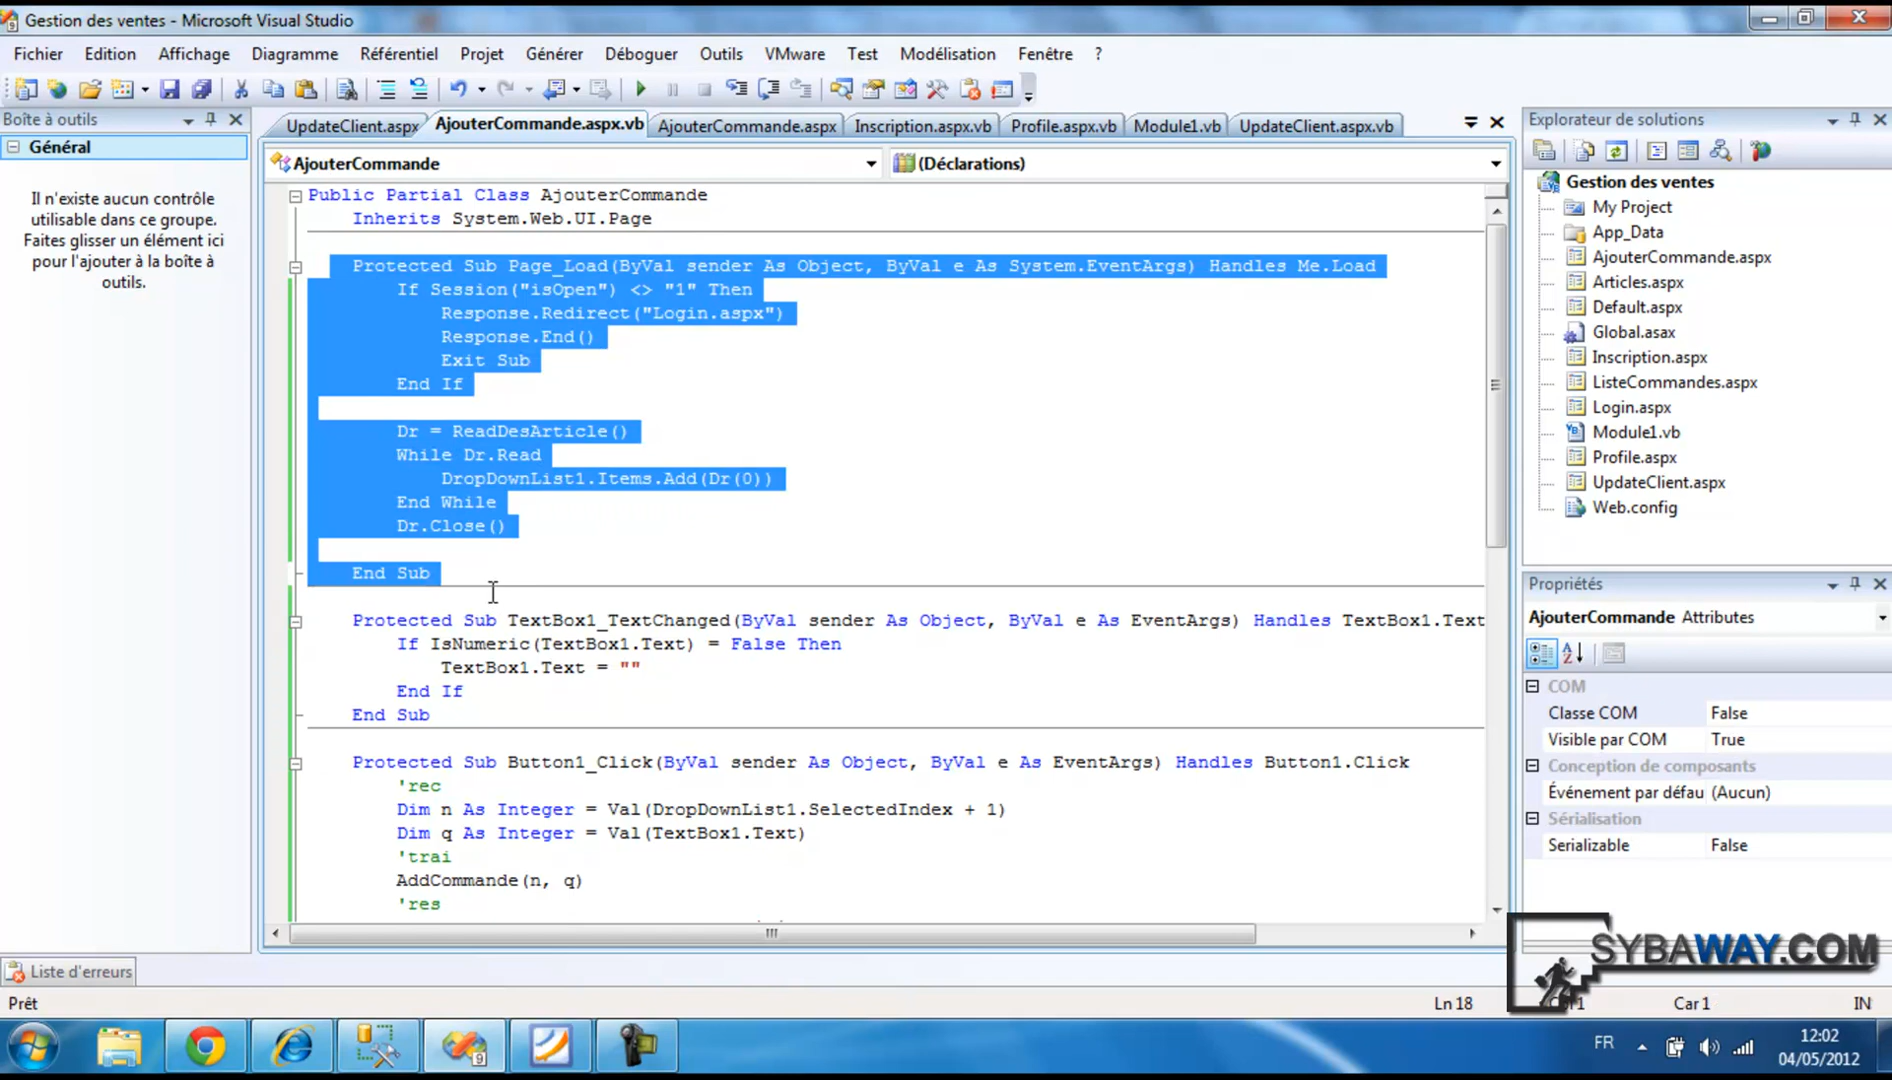 Gestion des ventes - Microsoft Visual Studio
Fichier Edition Affichage Diagramme Référentiel Projet Générer Déboguer Outils VMware Test Modélisation Fenêtre ?
Boîte à outils
Général
Il n'existe aucun contrôle
utilisable dans ce groupe.
Faites glisser un élément ici
pour l'ajouter à la boîte à
outils.
UpdateClient.aspx AjouterCommande.aspx.vb AjouterCommande.aspx Inscription.aspx.vb Profile.aspx.vb Module1.vb UpdateClient.aspx.vb
AjouterCommande (Déclarations)
Public Partial Class AjouterCommande
Inherits System.Web.UI.Page
Protected Sub Page_Load(ByVal sender As Object, ByVal e As System.EventArgs) Handles Me.Load
If Session("isOpen") <> "1" Then
Response.Redirect("Login.aspx")
Response.End()
Exit Sub
End If
Dr = ReadDesArticle()
While Dr.Read
DropDownList1.Items.Add(Dr(0))
End While
Dr.Close()
End Sub
Protected Sub TextBox1_TextChanged(ByVal sender As Object, ByVal e As EventArgs) Handles TextBox1.Text
If IsNumeric(TextBox1.Text) = False Then
TextBox1.Text = ""
End If
End Sub
Protected Sub Button1_Click(ByVal sender As Object, ByVal e As EventArgs) Handles Button1.Click
'rec
Dim n As Integer = Val(DropDownList1.SelectedIndex + 1)
Dim q As Integer = Val(TextBox1.Text)
'trai
AddCommande(n, q)
'res
Explorateur de solutions
Gestion des ventes
My Project
App_Data
AjouterCommande.aspx
Articles.aspx
Default.aspx
Global.asax
Inscription.aspx
ListeCommandes.aspx
Login.aspx
Module1.vb
Profile.aspx
UpdateClient.aspx
Web.config
Propriétés
AjouterCommande Attributes
COM
Classe COM False
Visible par COM True
Conception de composants
Événement par défau (Aucun)
Sérialisation
Serializable False
SYBAWAY.COM
Liste d'erreurs
Prêt Ln 18 Car 1 IN
FR 12:02
04/05/2012